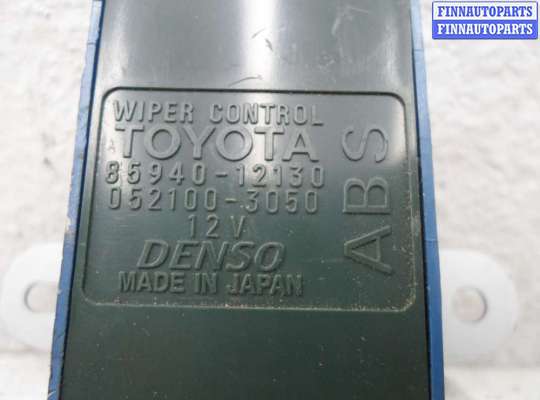 FINNAUTOPARTS
FINNAUTOPARTS
WIPER CONTROL
TOYOTA
85940-12130
052100-3050
12V
DENSO
MADE IN JAPAN
ABS